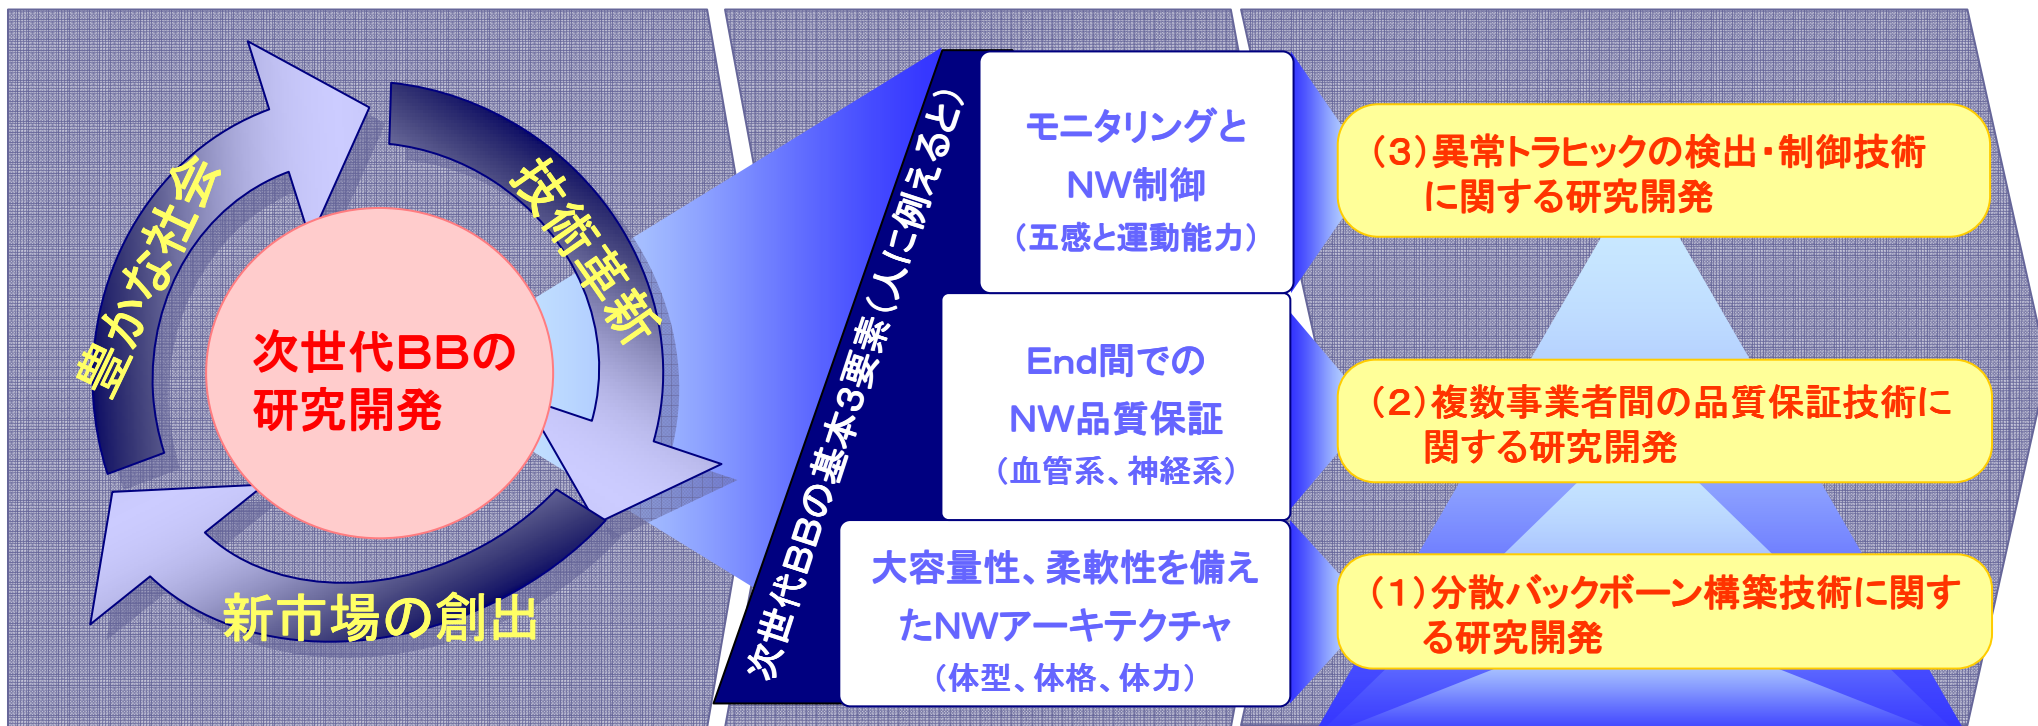 豊かな社会
技術革新
新市場の創出
次世代BBの
研究開発
次世代BBの基本3要素（人に例えると）
モニタリングと
NW制御
（五感と運動能力）
End間での
NW品質保証
（血管系、神経系）
大容量性、柔軟性を備え
たNWアーキテクチャ
（体型、体格、体力）
（3）異常トラヒックの検出・制御技術
に関する研究開発
（2）複数事業者間の品質保証技術に
関する研究開発
（1）分散バックボーン構築技術に関す
る研究開発